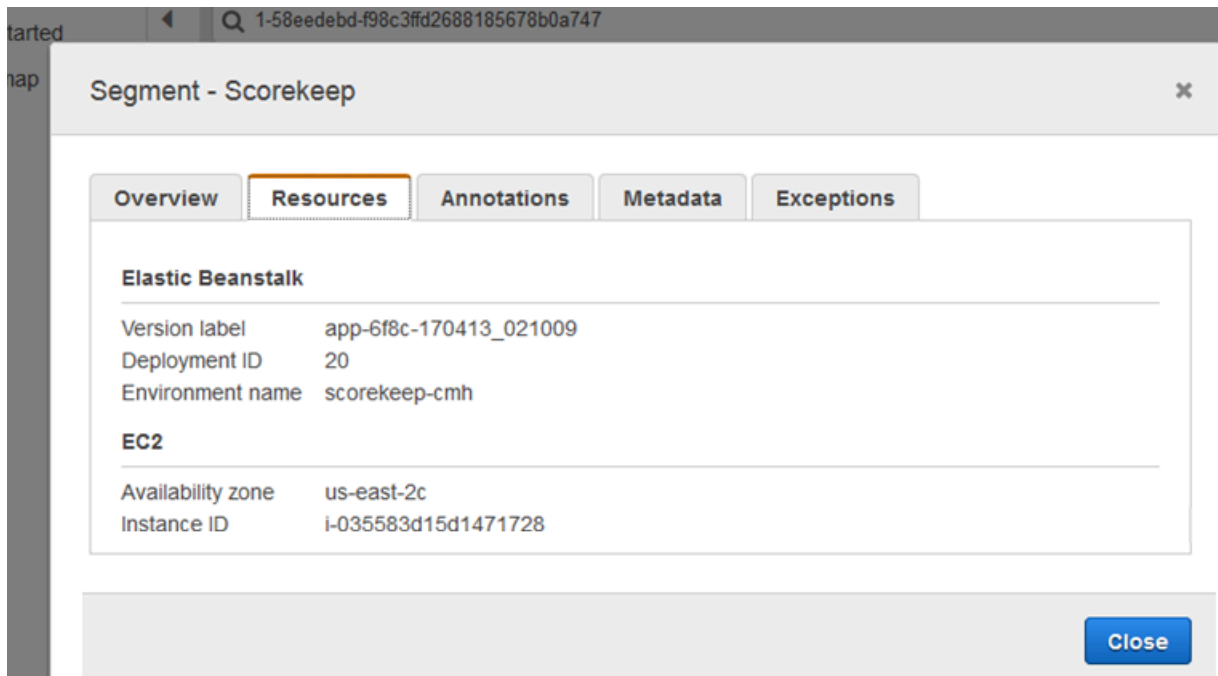 tarted
1-58eedebd-f98c3ffd2688185678b0a747
Segment - Scorekeep
Overview Resources Annotations Metadata Exceptions
Elastic Beanstalk
Version label app-6f8c-170413_021009
Deployment ID 20
Environment name scorekeep-cmh
EC2
Availability zone us-east-2c
Instance ID i-035583d15d1471728
Close